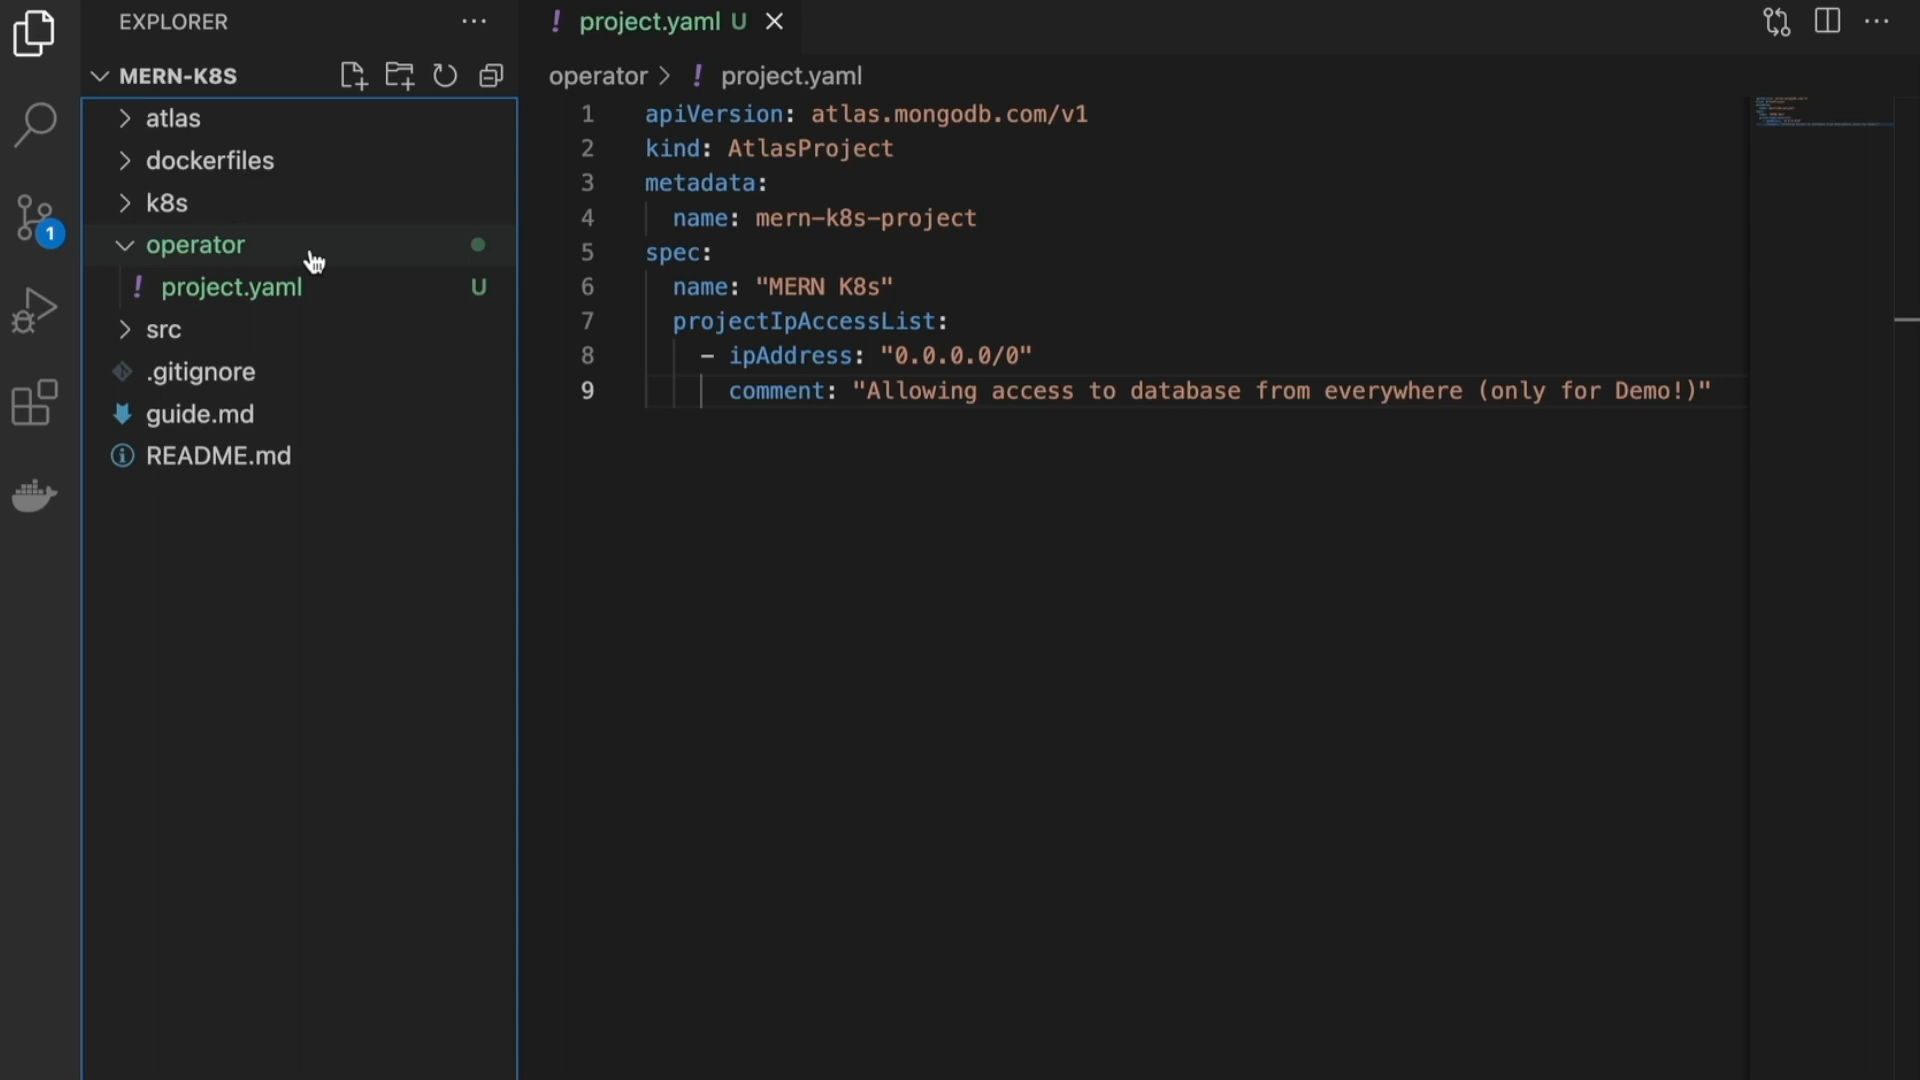 EXPLORER
MERN-K8S
atlas
dockerfiles
k8s
operator
! project.yaml U
src
.gitignore
guide.md
README.md
1
! project.yaml U
operator > ! project.yaml
1 apiVersion: atlas.mongodb.com/v1
2 kind: AtlasProject
3 metadata:
4 name: mern-k8s-project
5 spec:
6 name: "MERN K8s"
7 projectIpAccessList:
8 - ipAddress: "0.0.0.0/0"
9 comment: "Allowing access to database from everywhere (only for Demo!)"